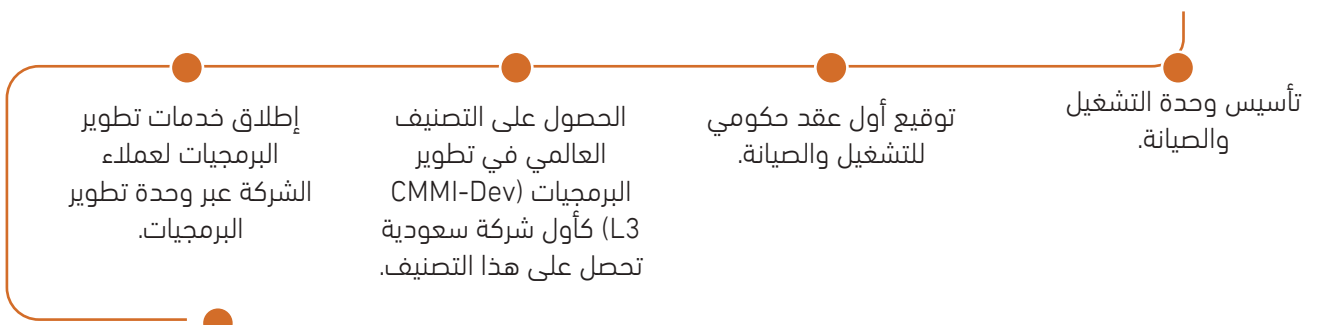 تأسيس وحدة التشغيل
والصيانة.
توقيع أول عقد حكومي
للتشغيل والصيانة.
الحصول على التصنيف
العالمي في تطوير
البرمجيات (CMMI-Dev
L3) كأول شركة سعودية
تحصل على هذا التصنيف.
إطلاق خدمات تطوير
البرمجيات لعملاء
الشركة عبر وحدة تطوير
البرمجيات.